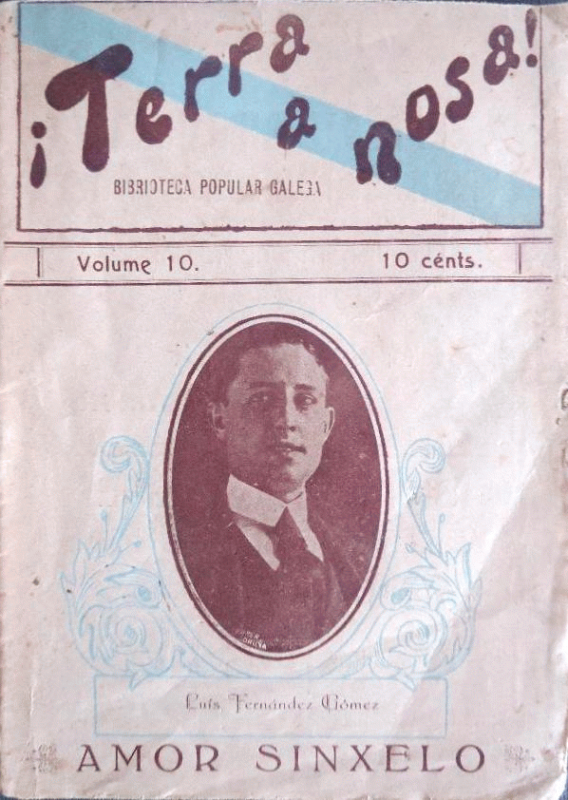 ¡Terra
a nosa!
BIBRIOTECA POPULAR GALEGA
Volume 10.
10 cénts.
Luís Fernández Gómez
AMOR SINXELO